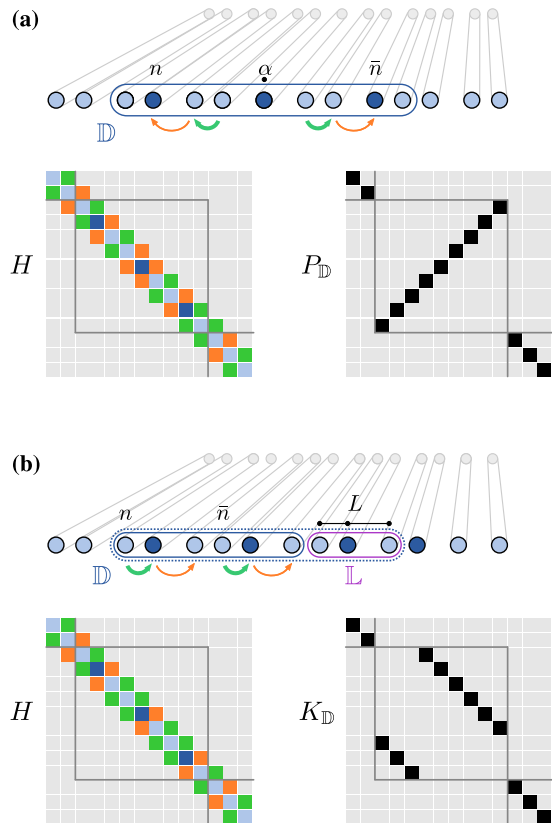 (a)
n α n̄
𝔻
H P𝔻
(b)
n n̄ L
𝔻 𝕃
H K𝔻